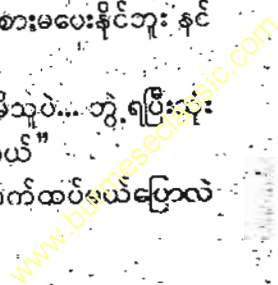 စားမပေးနိုင်ဘူး နင်
မိသူပဲ... ဘွဲ့ရပြီးသုံး
ယ်"
က်ထပ်မယ်ပြောလဲ
www.burmeseclassic.com